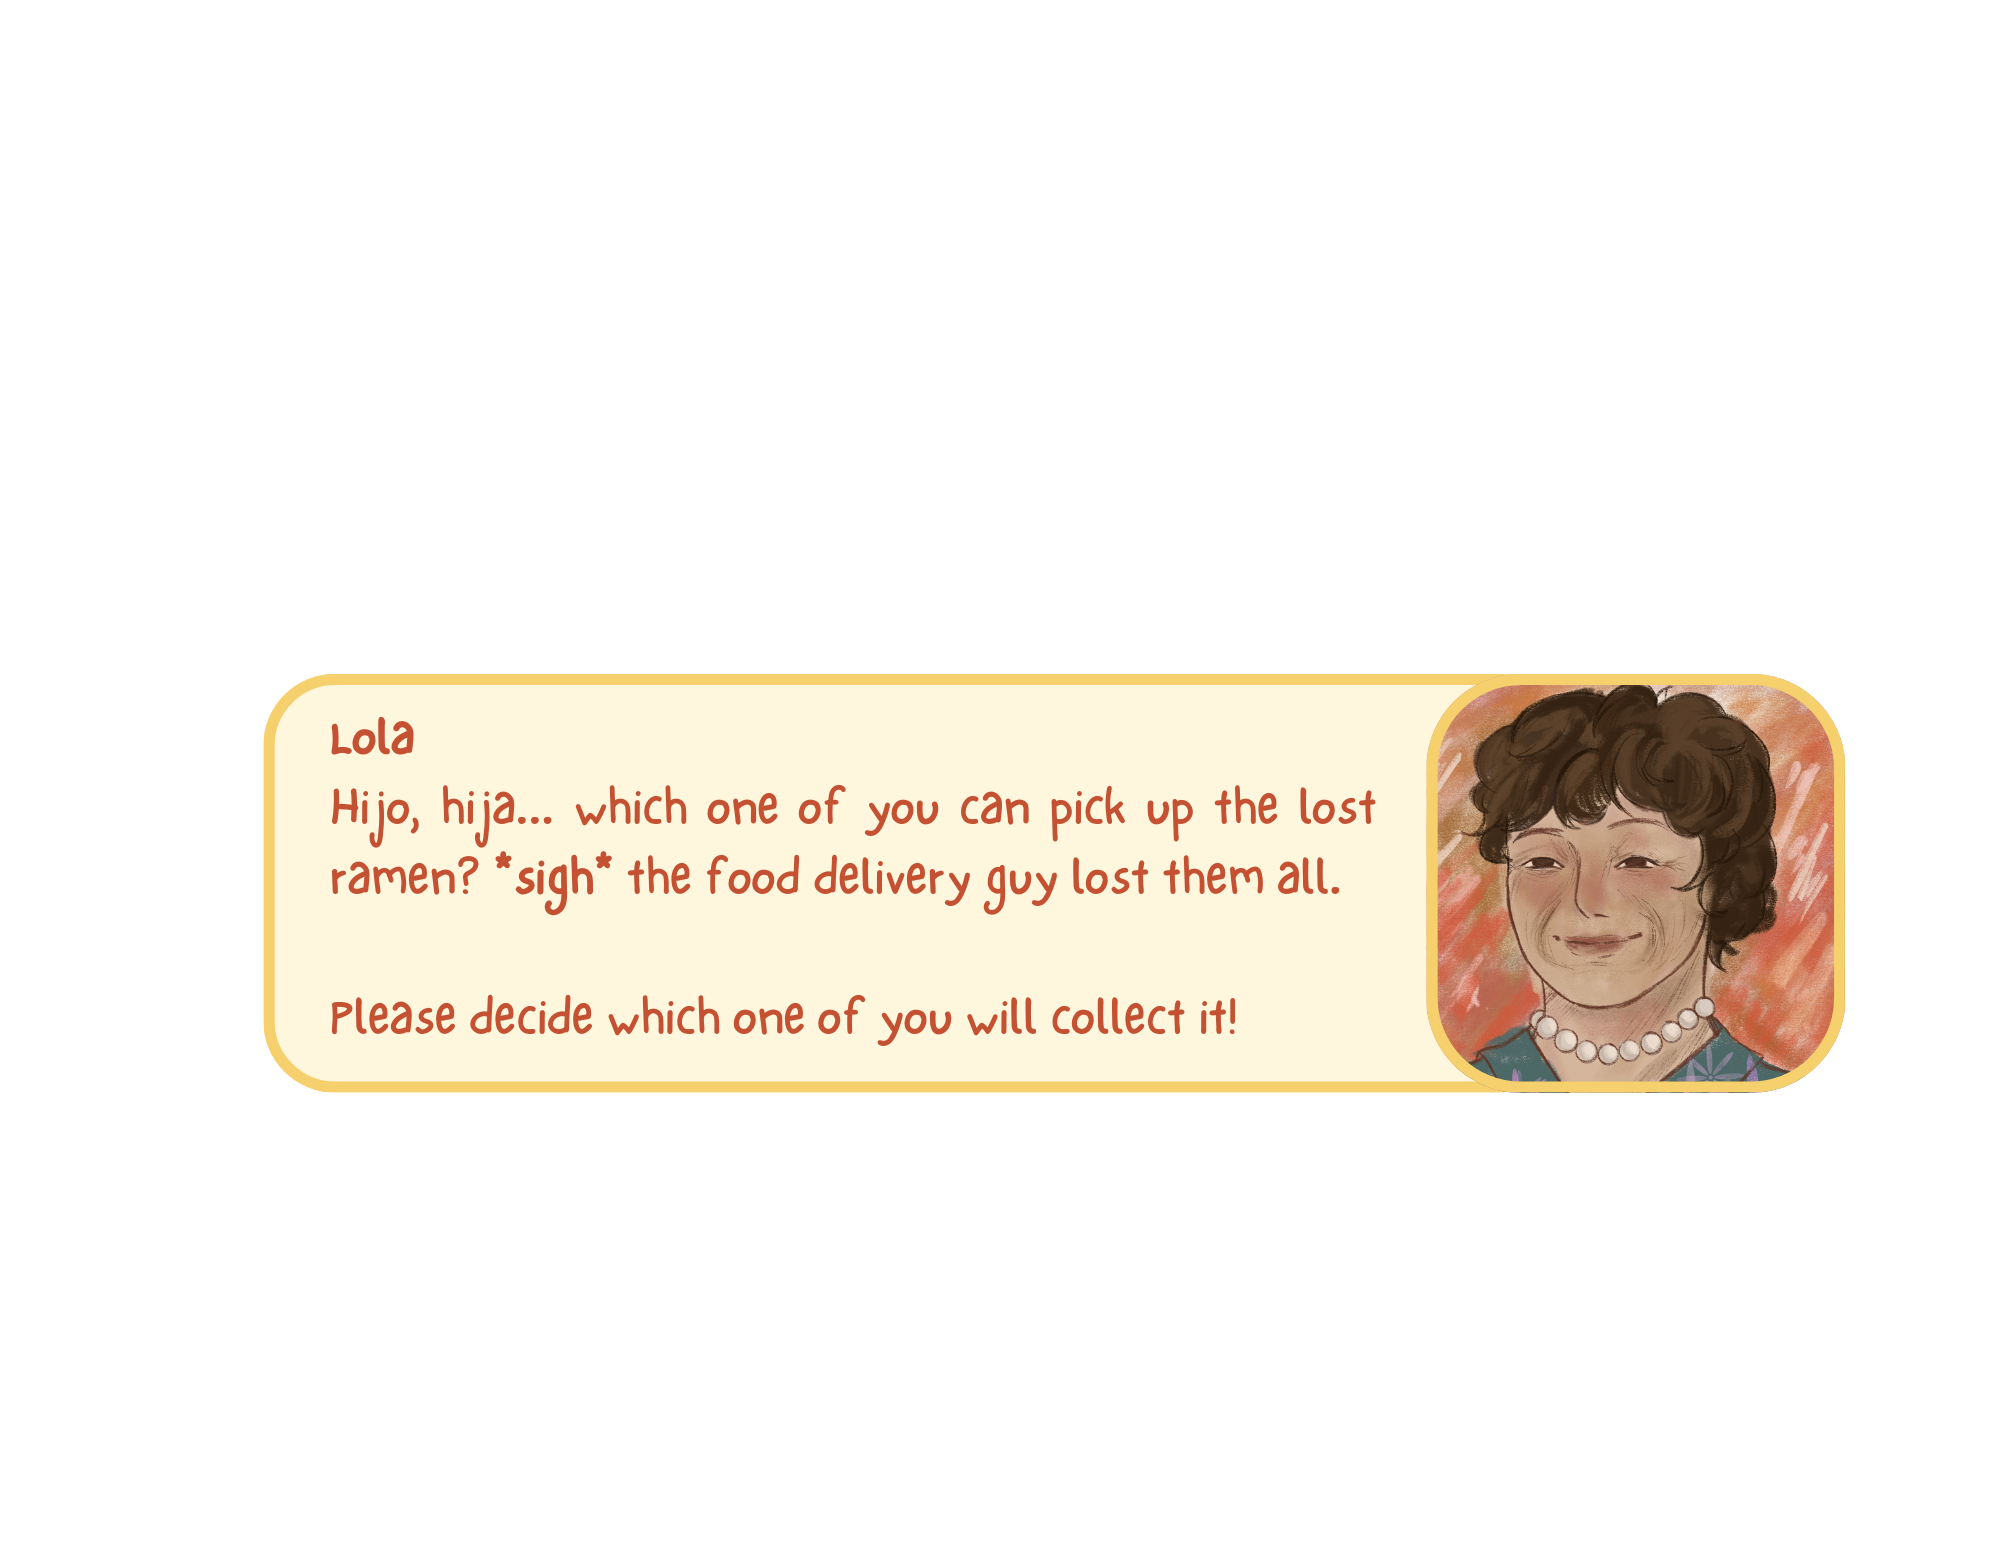 Lola
Hijo, hija... which one of you can pick up the lost
ramen? *sigh* the food delivery guy lost them all.
Please decide which one of you will collect it!